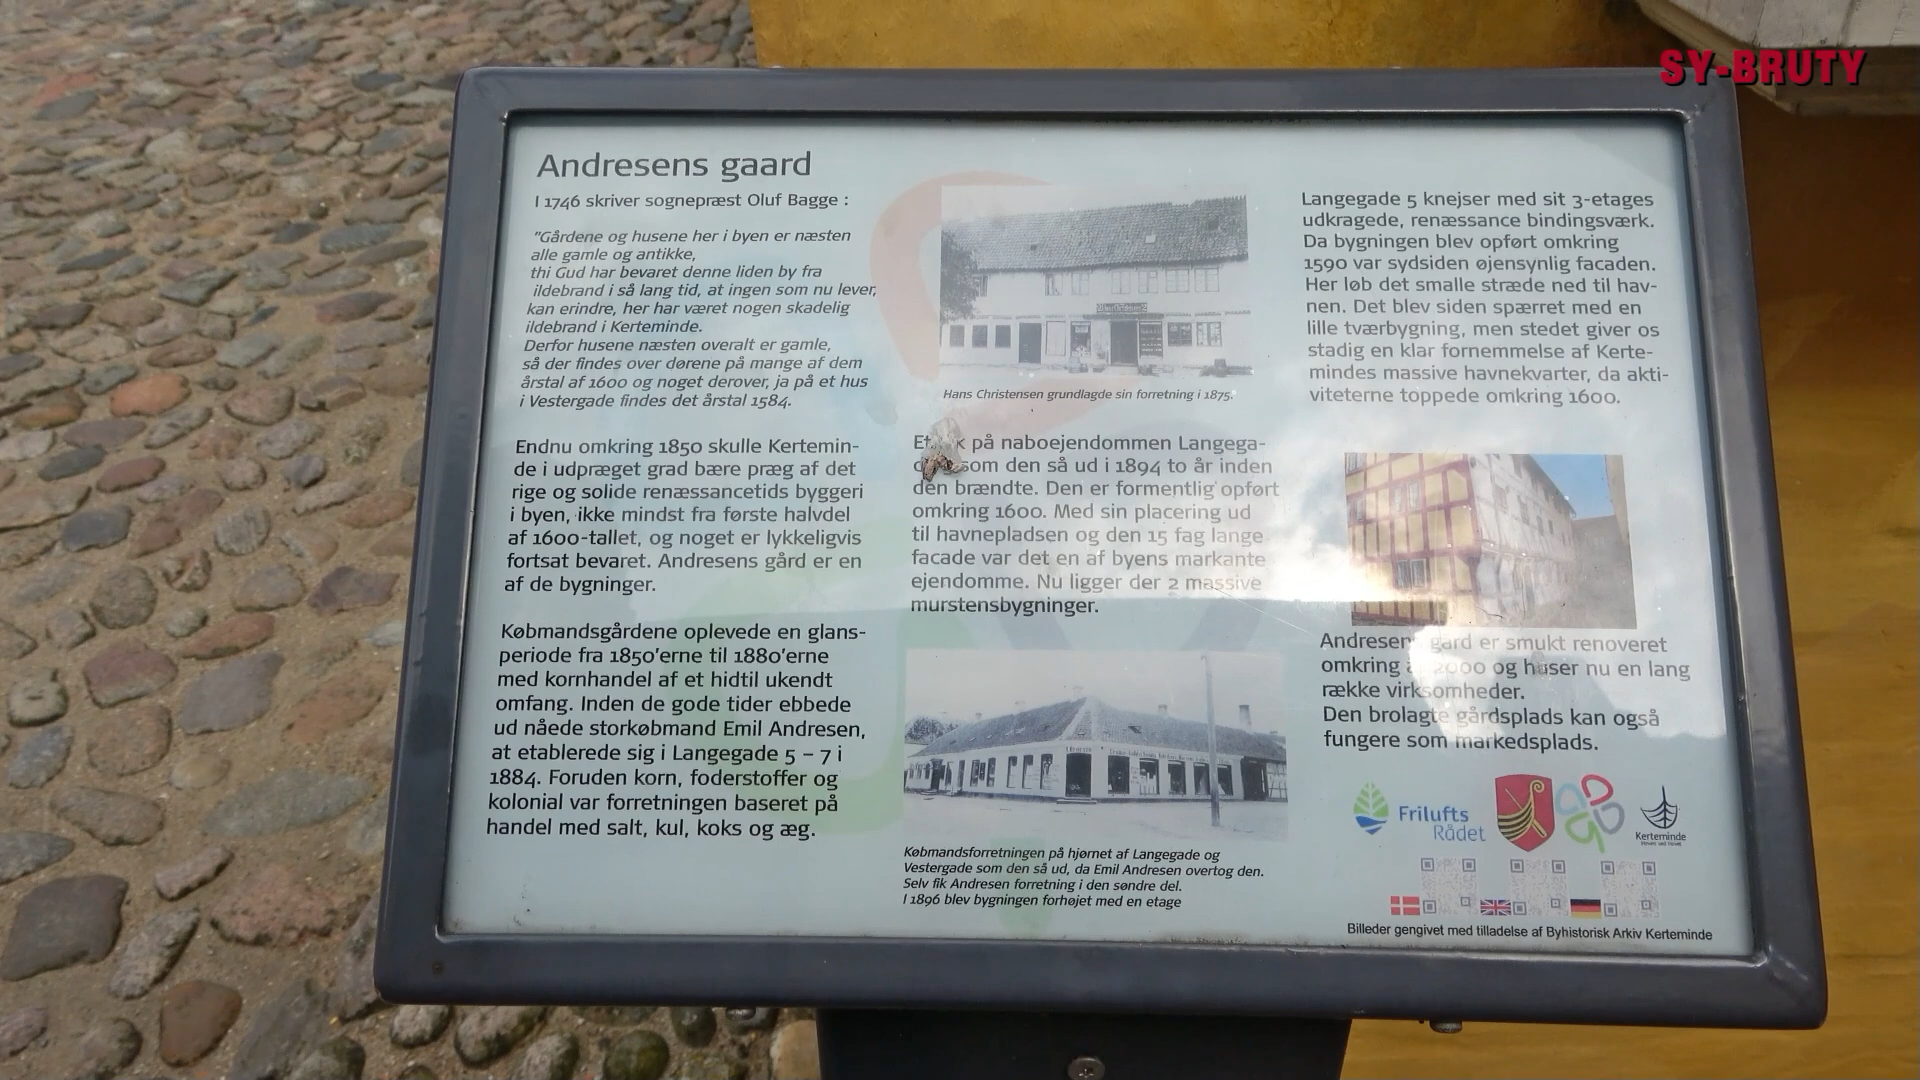 SY-BRUTY
Andresens gaard
I 1746 skriver sognepræst Oluf Bagge :
"Gårdene og husene her i byen er næsten
alle gamle og antikke,
thi Gud har bevaret denne liden by fra
ildebrand i så lang tid, at ingen som nu lever,
kan erindre, her har været nogen skadelig
ildebrand i Kerteminde.
Derfor husene næsten overalt er gamle,
så der findes over dørene på mange af dem
årstal af 1600 og noget derover, ja på et hus
i Vestergade findes det årstal 1584.
Endnu omkring 1850 skulle Kertemin-
de i udpræget grad bære præg af det
rige og solide renæssancetids byggeri
i byen, ikke mindst fra første halvdel
af 1600-tallet, og noget er lykkeligvis
fortsat bevaret. Andresens gård er en
af de bygninger.
Købmandsgårdene oplevede en glans-
periode fra 1850'erne til 1880'erne
med kornhandel af et hidtil ukendt
omfang. Inden de gode tider ebbede
ud nåede storkøbmand Emil Andresen,
at etablerede sig i Langegade 5 – 7 i
1884. Foruden korn, foderstoffer og
kolonial var forretningen baseret på
handel med salt, kul, koks og æg.
Hans Christensen grundlagde sin forretning i 1875.
Et på naboejendommen Langega-
som den så ud i 1894 to år inden
den brændte. Den er formentlig opført
omkring 1600. Med sin placering ud
til havnepladsen og den 15 fag lange
facade var det en af byens markante
ejendomme. Nu ligger der 2 massive
murstensbygninger.
Købmandsforretningen på hjørnet af Langegade og
Vestergade som den så ud, da Emil Andresen overtog den.
Selv fik Andresen forretning i den søndre del.
I 1896 blev bygningen forhøjet med en etage
Langegade 5 knejser med sit 3-etages
udkragede, renæssance bindingsværk.
Da bygningen blev opført omkring
1590 var sydsiden øjensynlig facaden.
Her løb det smalle stræde ned til hav-
nen. Det blev siden spærret med en
lille tværbygning, men stedet giver os
stadig en klar fornemmelse af Kerte-
mindes massive havnekvarter, da akti-
viteterne toppede omkring 1600.
Andresens gård er smukt renoveret
omkring år 2000 og huser nu en lang
række virksomheder.
Den brolagte gårdsplads kan også
fungere som markedsplads.
Frilufts
Rådet
Kerteminde
Billeder gengivet med tilladelse af Byhistorisk Arkiv Kerteminde